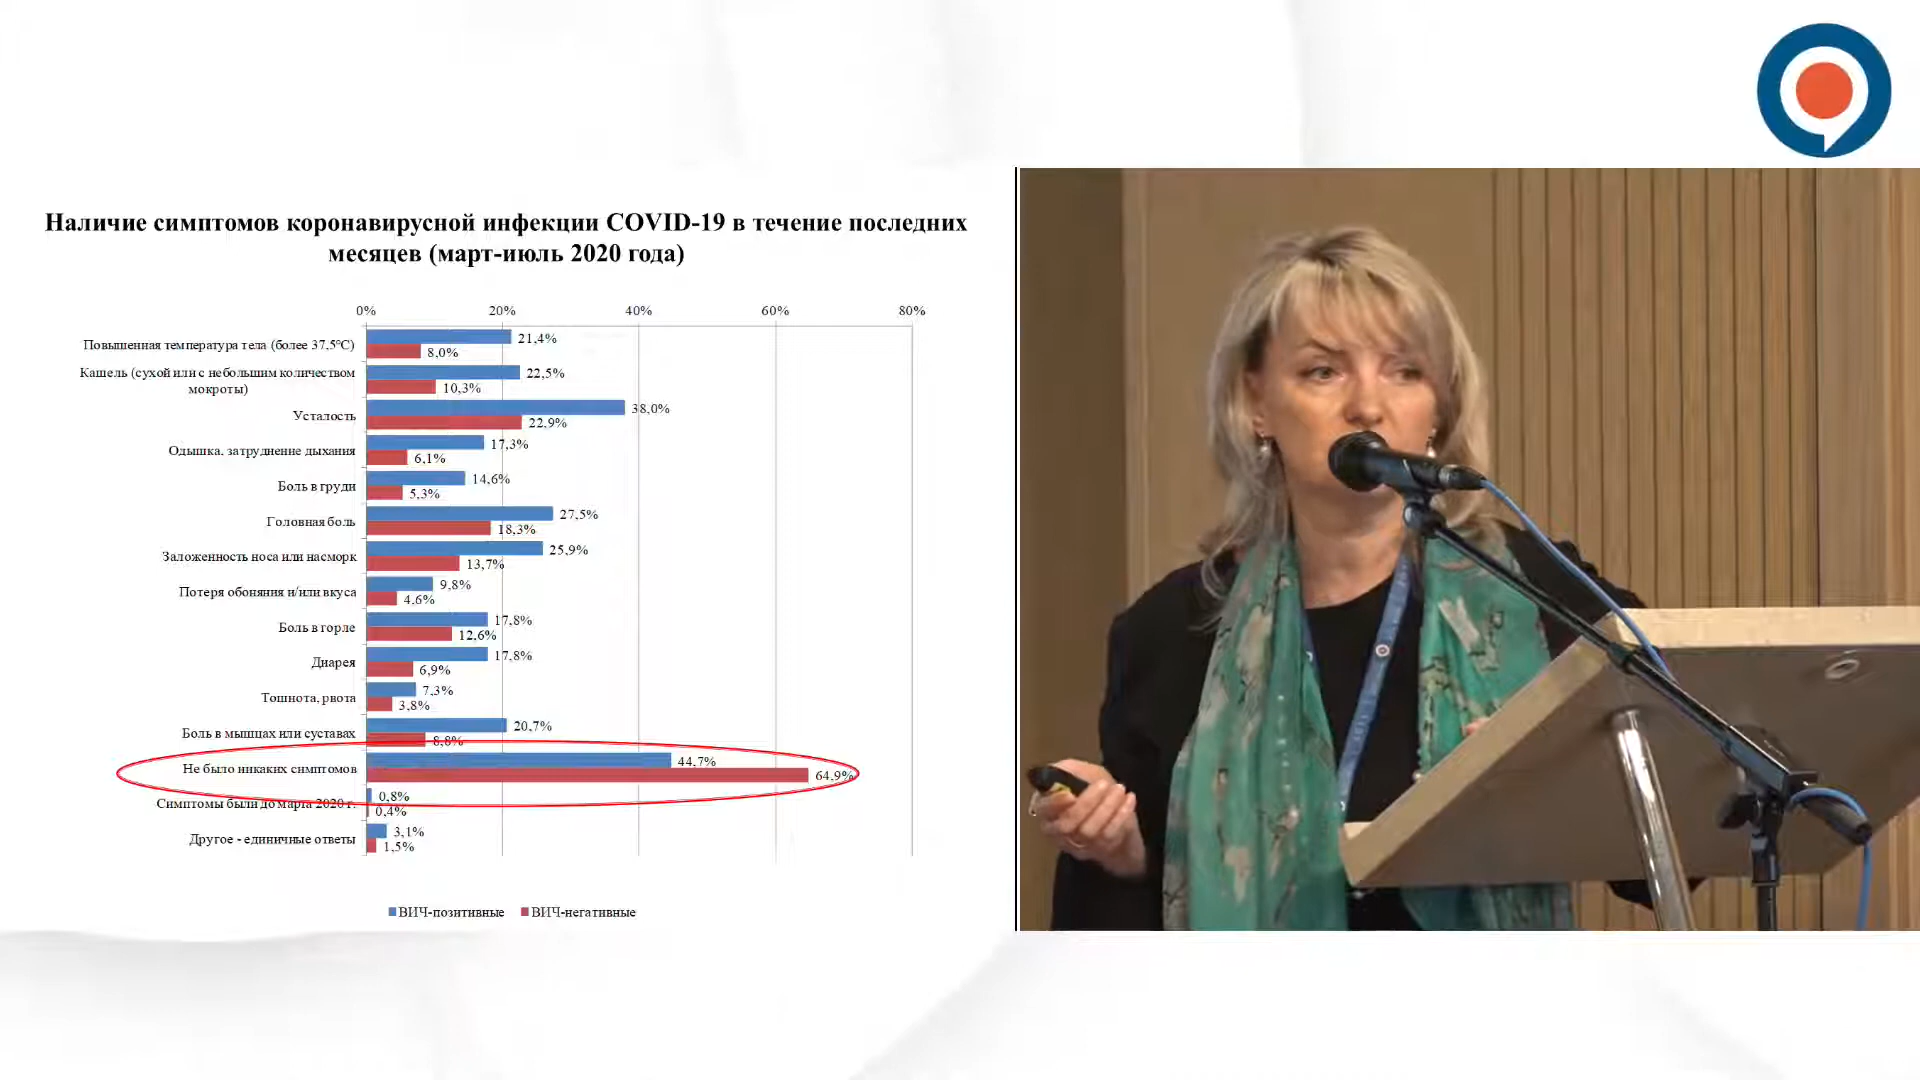 Наличие симптомов коронавирусной инфекции COVID-19 в течение последних
месяцев (март-июль 2020 года)
0% 20% 40% 60% 80%
Повышенная температура тела (более 37,5°C) 21,4%
8,0%
Кашель (сухой или с небольшим количеством
мокроты) 22,5%
10,3%
Усталость 38,0%
22,9%
Одышка, затруднение дыхания 17,3%
6,1%
Боль в груди 14,6%
5,3%
Головная боль 27,5%
18,3%
Заложенность носа или насморк 25,9%
13,7%
Потеря обоняния и/или вкуса 9,8%
4,6%
Боль в горле 17,8%
12,6%
Диарея 17,8%
6,9%
Тошнота, рвота 7,3%
3,8%
Боль в мышцах или суставах 20,7%
8,8%
Не было никаких симптомов 44,7%
64,9%
Симптомы были до марта 2020 г. 0,8%
0,4%
Другое - единичные ответы 3,1%
1,5%
ВИЧ-позитивные ВИЧ-негативные